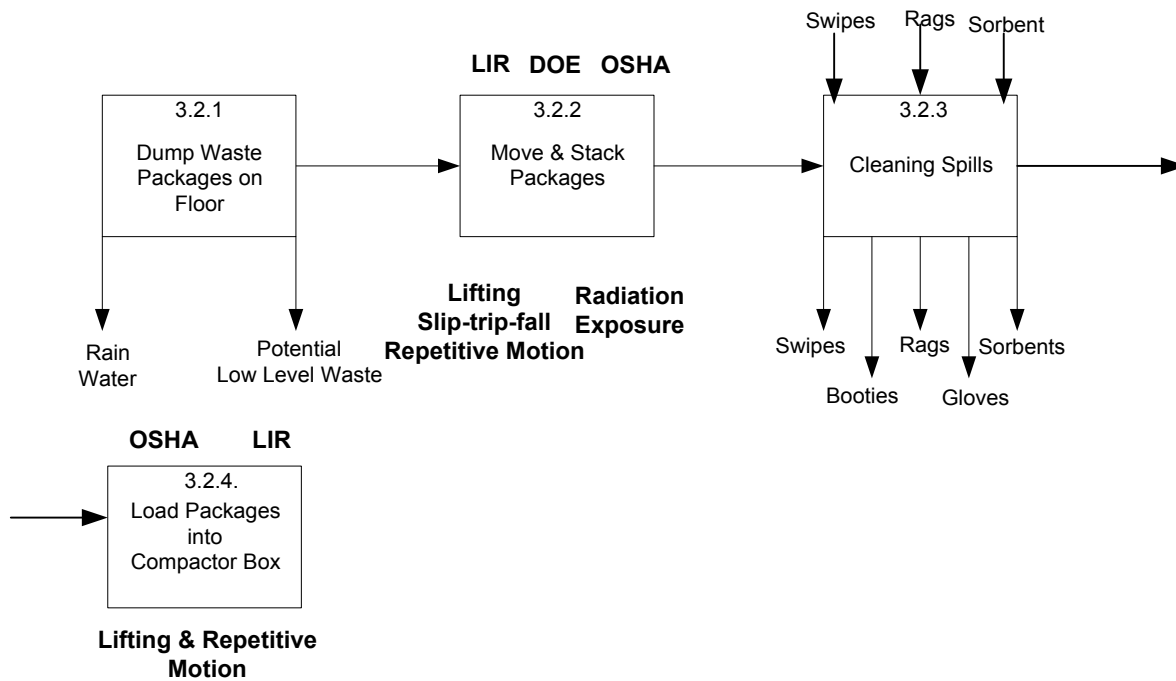 Swipes
Rags
Sorbent
LIR DOE OSHA
3.2.1
Dump Waste
Packages on
Floor
3.2.2
Move & Stack
Packages
3.2.3
Cleaning Spills
Rain
Water
Potential
Low Level Waste
Lifting
Slip-trip-fall
Repetitive Motion
Radiation
Exposure
Swipes
Rags
Sorbents
Booties
Gloves
OSHA
LIR
3.2.4.
Load Packages
into
Compactor Box
Lifting & Repetitive
Motion